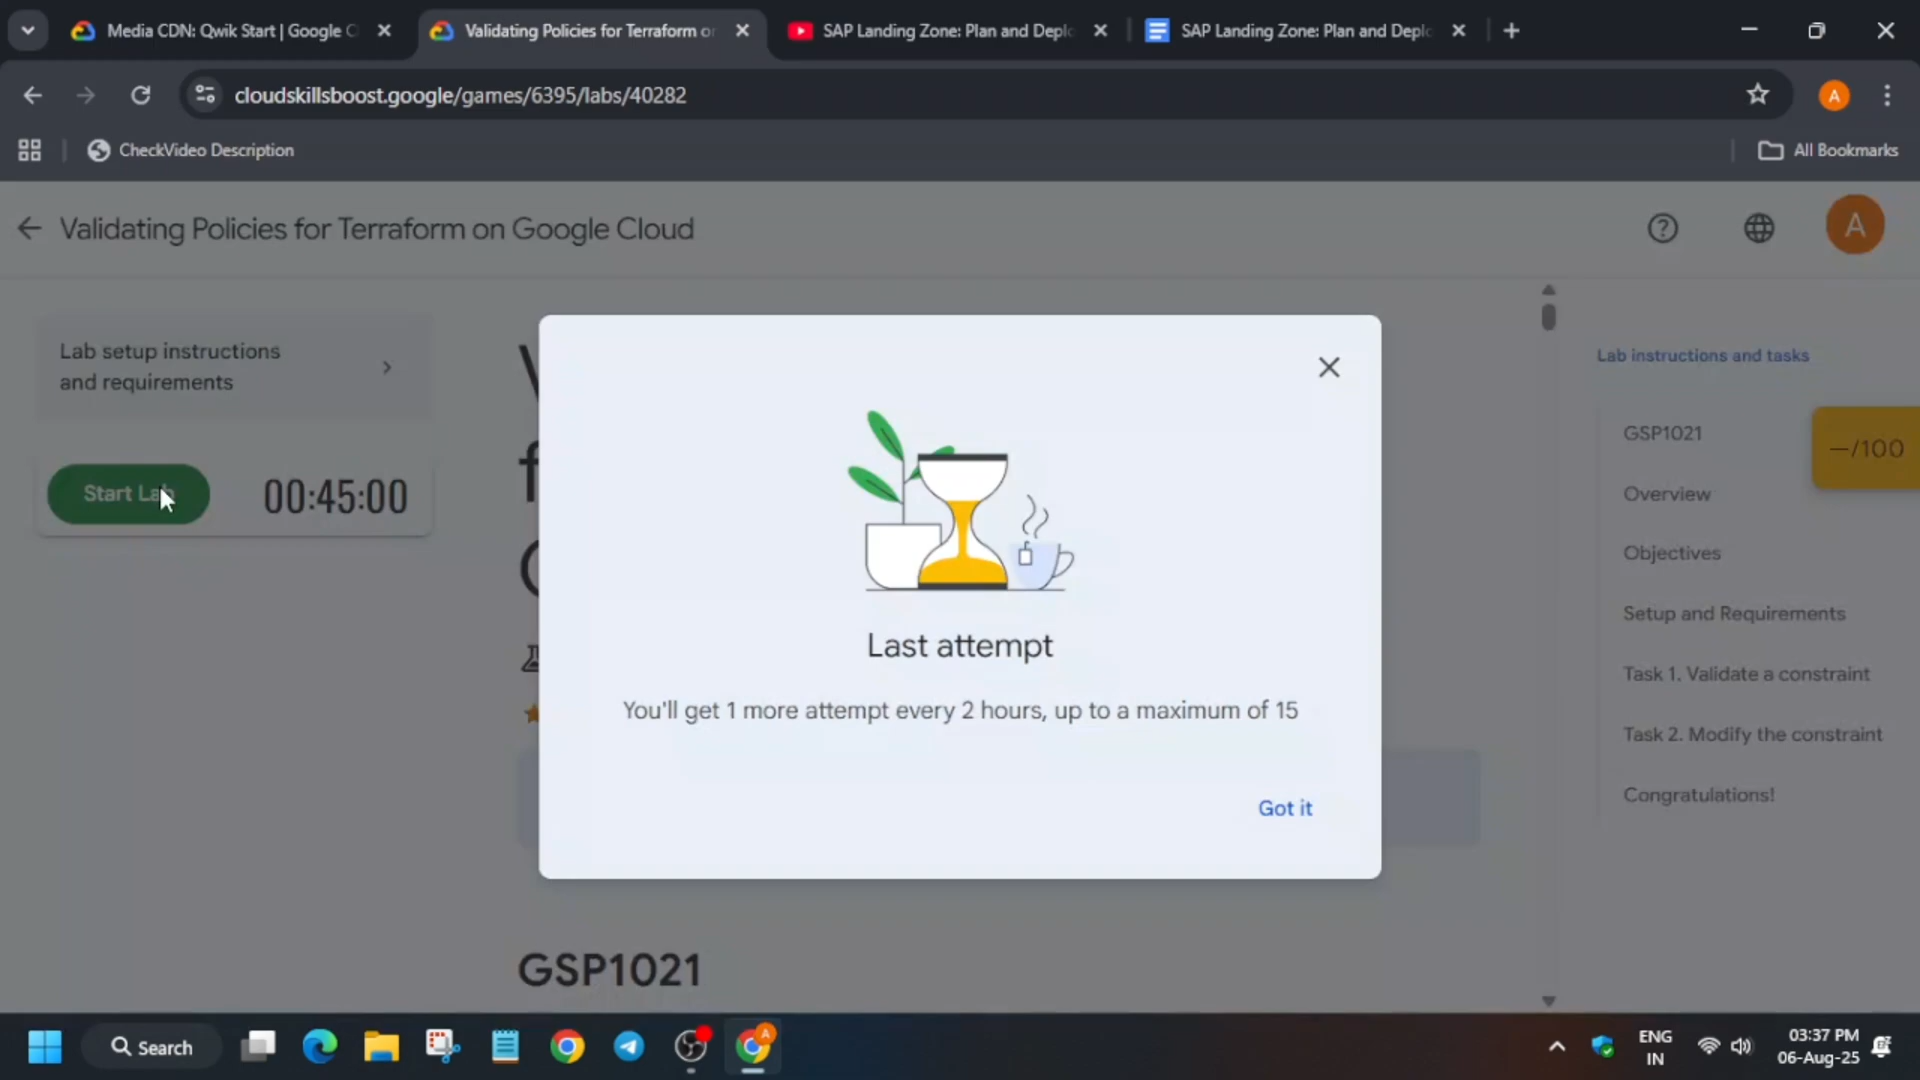 Media CDN: Qwik Start | Google C
Validating Policies for Terraform or
SAP Landing Zone: Plan and Deplo
SAP Landing Zone: Plan and Deplo
cloudskillsboost.google/games/6395/labs/40282
A
CheckVideo Description
All Bookmarks
Validating Policies for Terraform on Google Cloud
A
Lab setup instructions
and requirements
Start Lab
00:45:00
Last attempt
You'll get 1 more attempt every 2 hours, up to a maximum of 15
Got it
GSP1021
Lab instructions and tasks
GSP1021
—/100
Overview
Objectives
Setup and Requirements
Task 1. Validate a constraint
Task 2. Modify the constraint
Congratulations!
Search
ENG
IN
03:37 PM
06-Aug-25